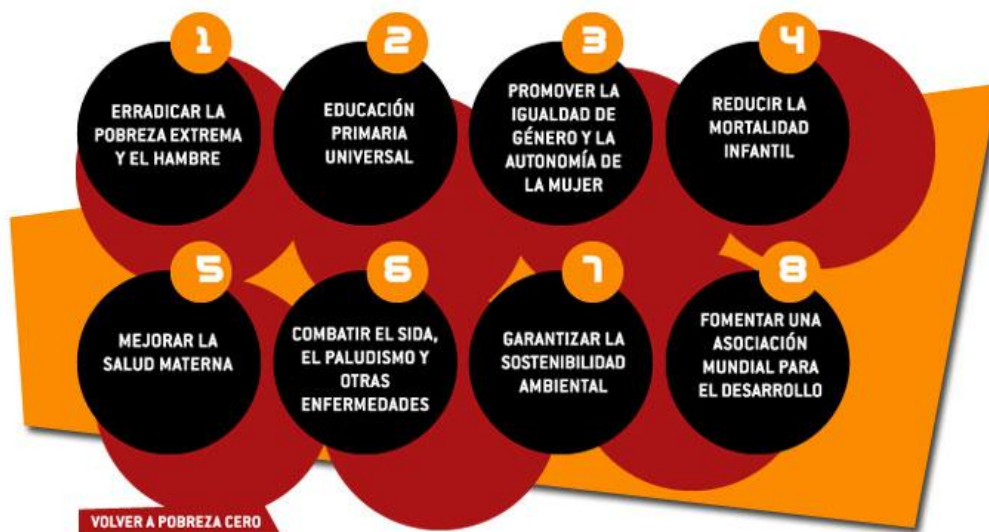 1
ERRADICAR LA
POBREZA EXTREMA
Y EL HAMBRE
2
EDUCACIÓN
PRIMARIA
UNIVERSAL
3
PROMOVER LA
IGUALDAD DE
GÉNERO Y LA
AUTONOMÍA DE
LA MUJER
4
REDUCIR LA
MORTALIDAD
INFANTIL
5
MEJORAR LA
SALUD MATERNA
6
COMBATIR EL SIDA,
EL PALUDISMO Y
OTRAS
ENFERMEDADES
7
GARANTIZAR LA
SOSTENIBILIDAD
AMBIENTAL
8
FOMENTAR UNA
ASOCIACIÓN
MUNDIAL PARA
EL DESARROLLO
VOLVER A POBREZA CERO